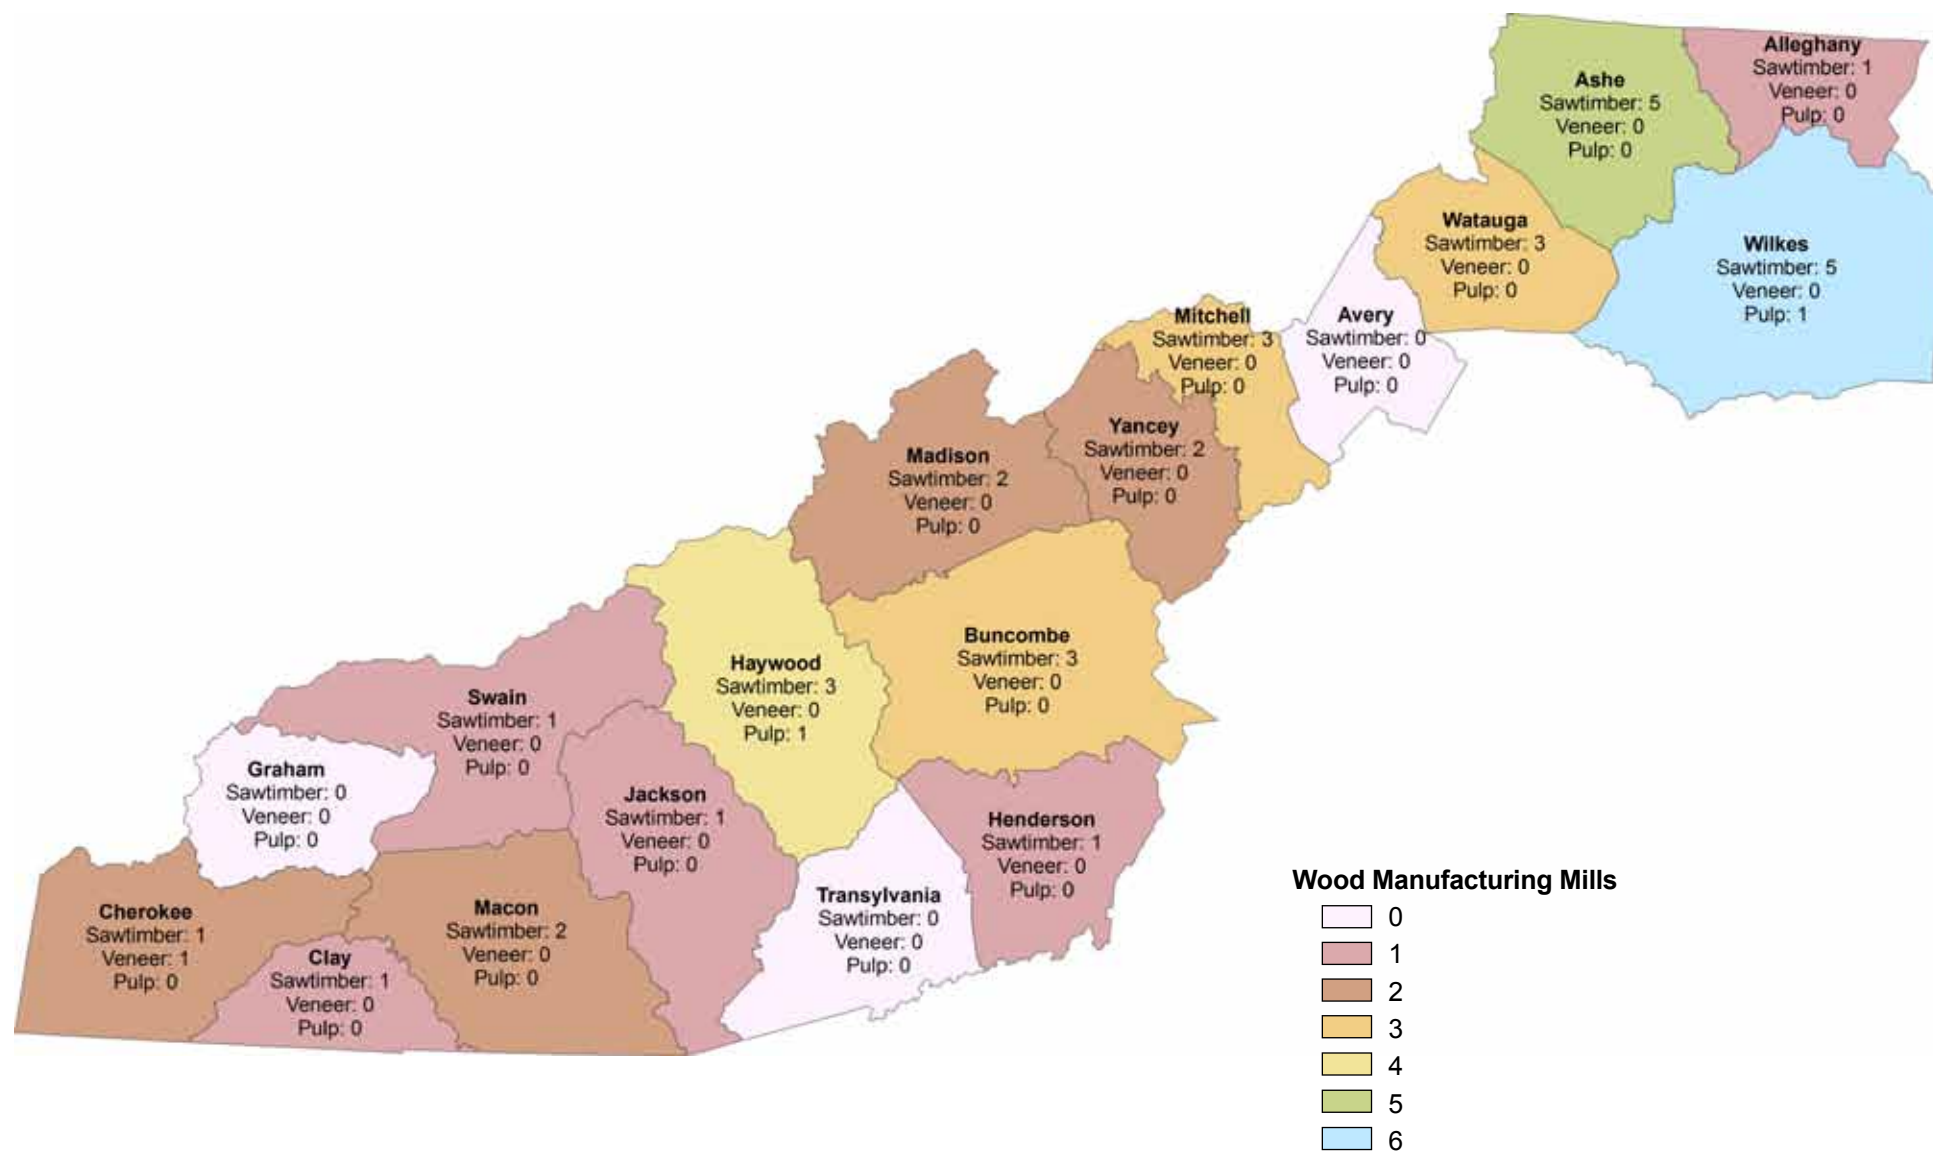 Alleghany
Sawtimber: 1
Veneer: 0
Pulp: 0
Ashe
Sawtimber: 5
Veneer: 0
Pulp: 0
Watauga
Sawtimber: 3
Veneer: 0
Pulp: 0
Wilkes
Sawtimber: 5
Veneer: 0
Pulp: 1
Mitchell
Sawtimber: 3
Veneer: 0
Pulp: 0
Avery
Sawtimber: 0
Veneer: 0
Pulp: 0
Yancey
Sawtimber: 2
Veneer: 0
Pulp: 0
Madison
Sawtimber: 2
Veneer: 0
Pulp: 0
Buncombe
Sawtimber: 3
Veneer: 0
Pulp: 0
Haywood
Sawtimber: 3
Veneer: 0
Pulp: 1
Swain
Sawtimber: 1
Veneer: 0
Pulp: 0
Graham
Sawtimber: 0
Veneer: 0
Pulp: 0
Jackson
Sawtimber: 1
Veneer: 0
Pulp: 0
Henderson
Sawtimber: 1
Veneer: 0
Pulp: 0
Transylvania
Sawtimber: 0
Veneer: 0
Pulp: 0
Cherokee
Sawtimber: 1
Veneer: 1
Pulp: 0
Macon
Sawtimber: 2
Veneer: 0
Pulp: 0
Clay
Sawtimber: 1
Veneer: 0
Pulp: 0
Wood Manufacturing Mills
0
1
2
3
4
5
6